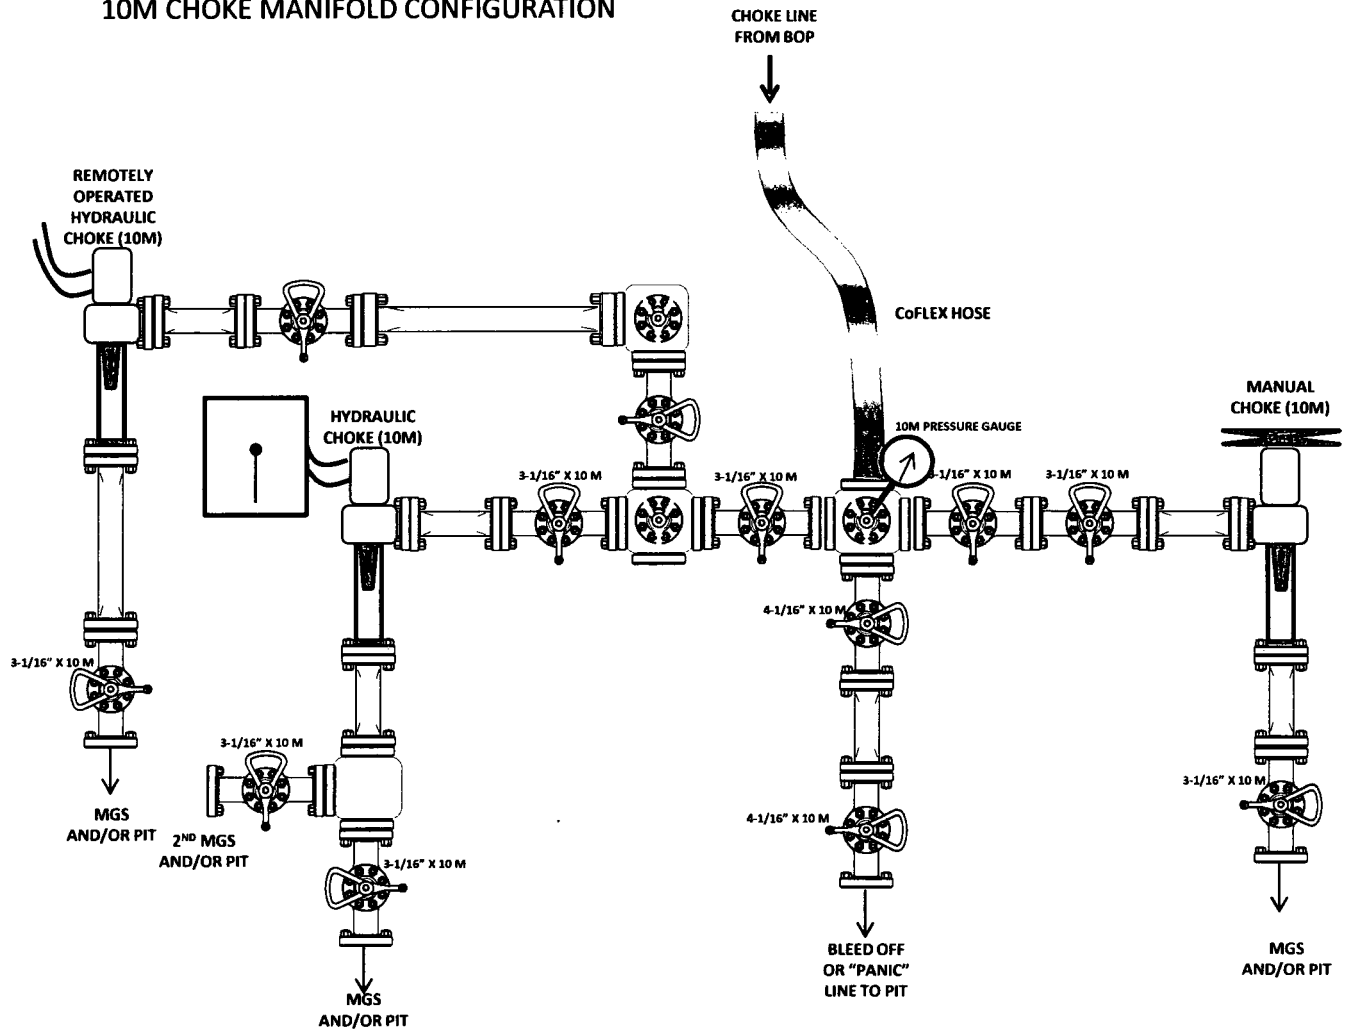 10M CHOKE MANIFOLD CONFIGURATION
CHOKE LINE
FROM BOP
REMOTELY
OPERATED
HYDRAULIC
CHOKE (10M)
CoFLEX HOSE
MANUAL
CHOKE (10M)
HYDRAULIC
CHOKE (10M)
10M PRESSURE GAUGE
3-1/16" X 10 M
3-1/16" X 10 M
3-1/16" X 10 M
3-1/16" X 10 M
4-1/16" X 10 M
3-1/16" X 10 M
3-1/16" X 10 M
3-1/16" X 10 M
MGS
AND/OR PIT
2ND MGS
AND/OR PIT
4-1/16" X 10 M
3-1/16" X 10 M
BLEED OFF
OR "PANIC"
LINE TO PIT
MGS
AND/OR PIT
MGS
AND/OR PIT